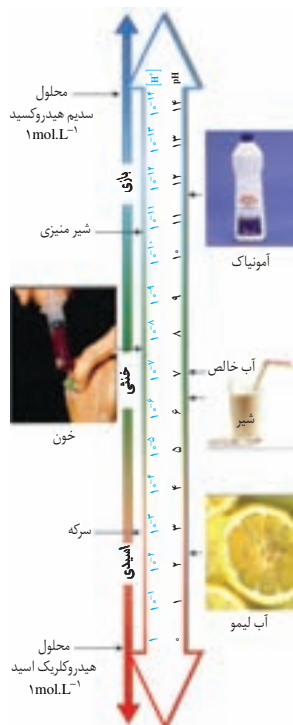 [H⁺] pH
محلول
سدیم هیدروکسید
۱mol.L⁻¹
شیر منیزی
خون
سرکه
محلول
هیدروکلریک اسید
۱mol.L⁻¹
بازی
خنثی
اسیدی
۱۰⁻¹⁴ ۱۴
۱۰⁻¹³ ۱۳
۱۰⁻¹² ۱۲
۱۰⁻¹¹ ۱۱
۱۰⁻¹⁰ ۱۰
۱۰⁻⁹ ۹
۱۰⁻⁸ ۸
۱۰⁻⁷ ۷
۱۰⁻⁶ ۶
۱۰⁻⁵ ۵
۱۰⁻⁴ ۴
۱۰⁻³ ۳
۱۰⁻² ۲
۱۰⁻¹ ۱
۱ ۰
آمونیاک
آب خالص
شیر
آب لیمو